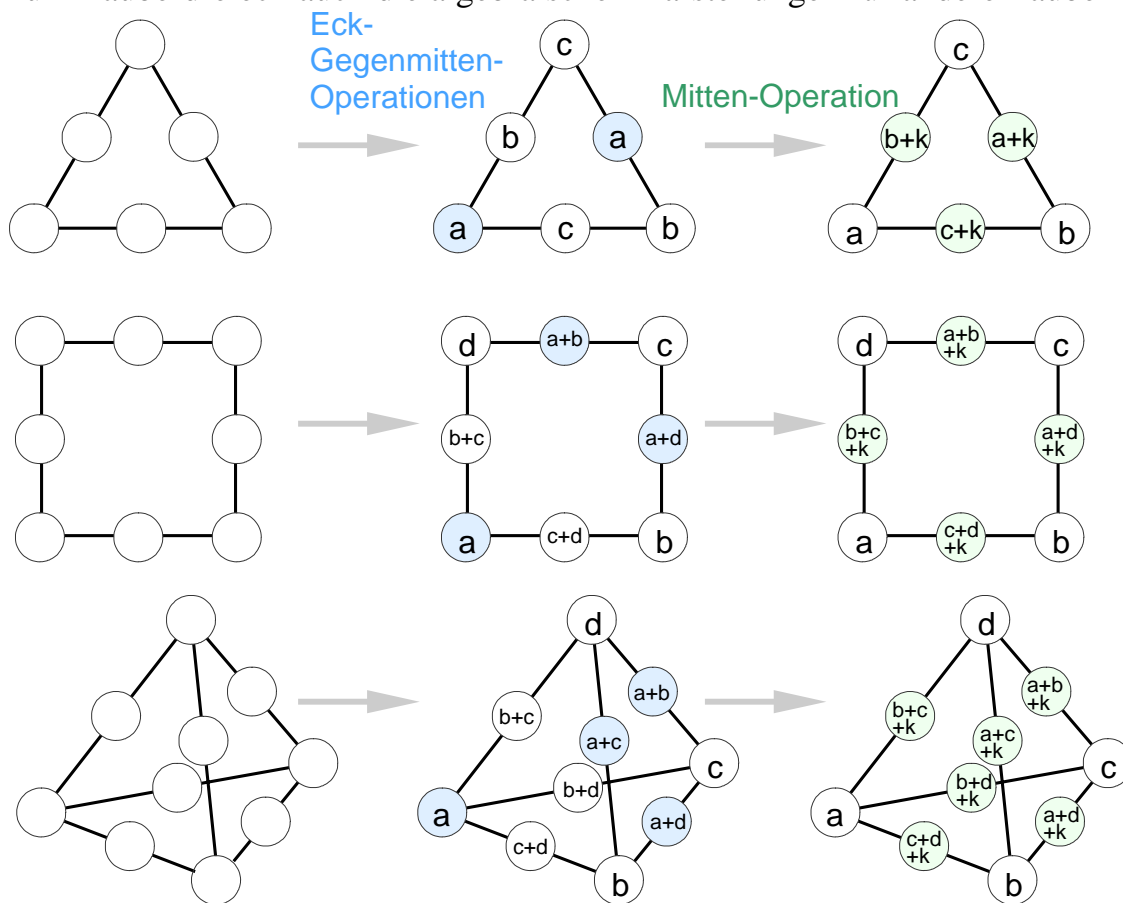 Eck-
Gegenmitten-
Operationen
Mitten-Operation
c
b
a
a
c
b
c
b+k
a+k
a
c+k
b
d
a+b
c
b+c
a+d
a
c+d
b
d
a+b
+k
c
b+c
+k
a+d
+k
a
c+d
+k
b
d
b+c
a+b
a+c
c
b+d
a
a+d
c+d
b
d
b+c
+k
a+b
+k
a+c
+k
c
b+d
+k
a
a+d
+k
c+d
+k
b